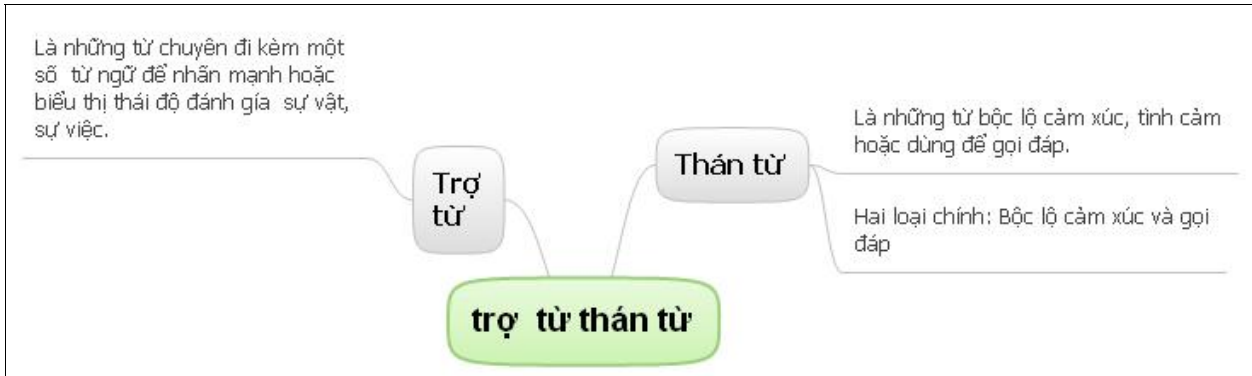 Là những từ chuyên đi kèm một
số từ ngữ để nhãn mạnh hoặc
biểu thị thái độ đánh gía sự vật,
sự việc.
Trợ
từ
Thán từ
Là những từ bộc lộ cảm xúc, tình cảm
hoặc dùng để gọi đáp.
Hai loại chính: Bộc lộ cảm xúc và gọi
đáp
trợ từ thán từ